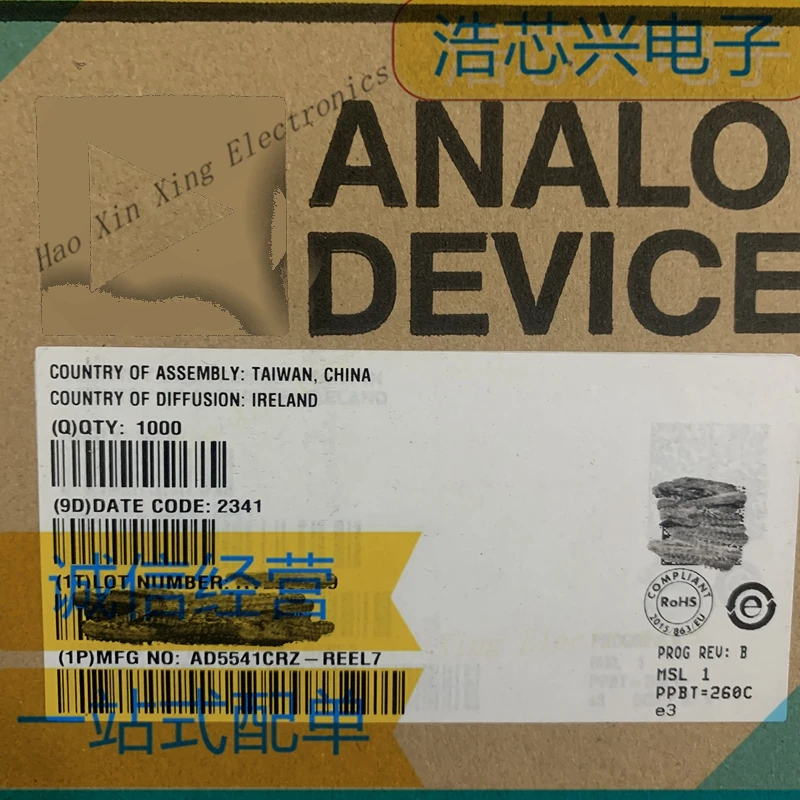 浩芯兴电子
Hao Xin Xing Electronics
ANALO
DEVICE
COUNTRY OF ASSEMBLY: TAIWAN, CHINA
COUNTRY OF DIFFUSION: IRELAND
(Q)QTY: 1000
(9D)DATE CODE: 2341
诚信经营
(1T)LOT NUMBER:
(1P)MFG NO: AD5541CRZ-REEL7
一站式配单
COMPLIANT
RoHS
2015/863/EU
e
PROG REV: B
MSL 1
PPBT=260C
e3